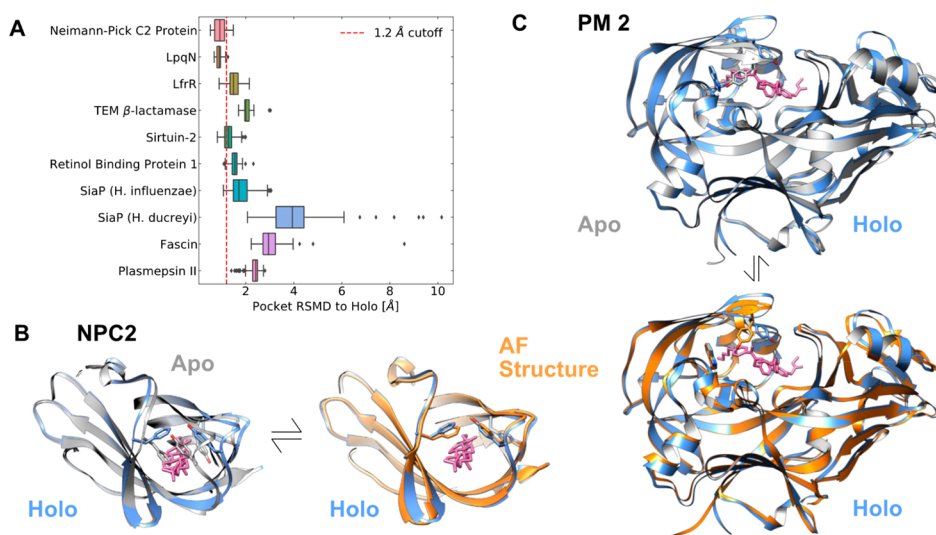 A
Neimann-Pick C2 Protein
LpqN
LfrR
TEM β-lactamase
Sirtuin-2
Retinol Binding Protein 1
SiaP (H. influenzae)
SiaP (H. ducreyi)
Fascin
Plasmepsin II
1.2 Å cutoff
2 4 6 8 10
Pocket RSMD to Holo [Å]
B
NPC2
Apo
Holo
AF
Structure
Holo
C
PM 2
Apo
Holo
Holo